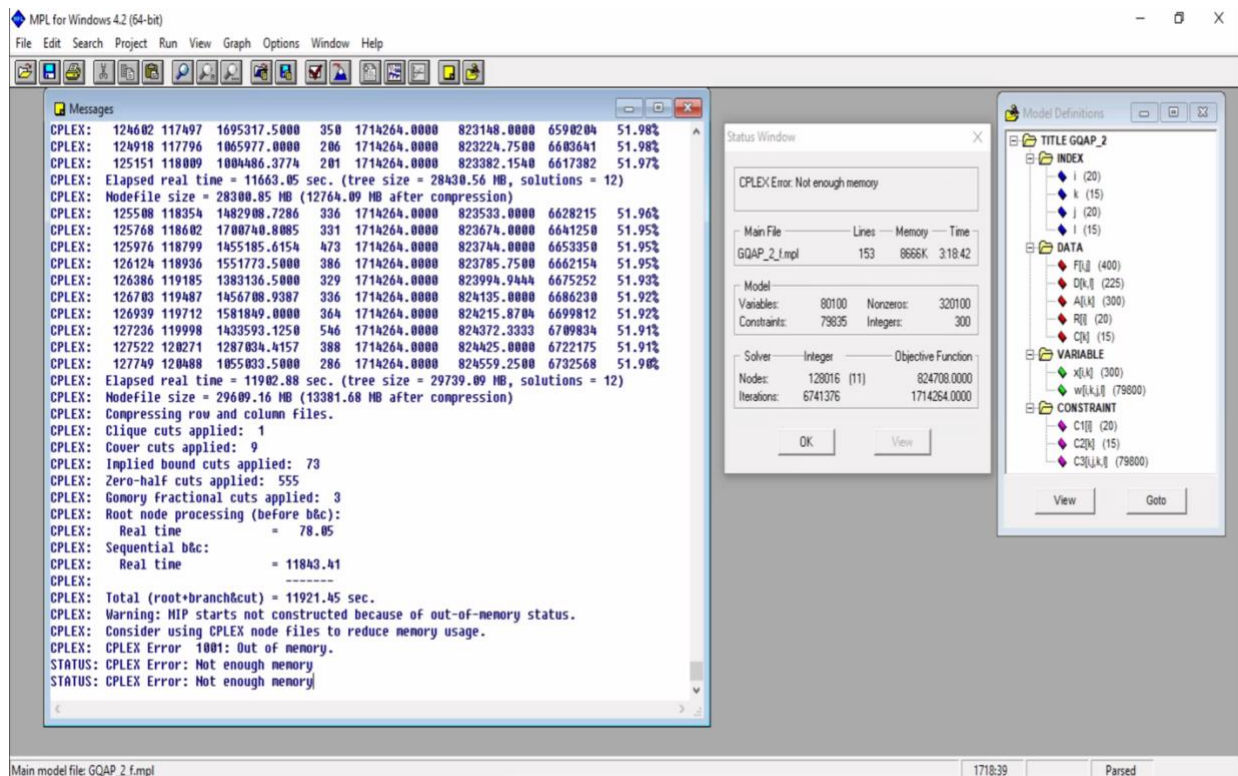 MPL for Windows 4.2 (64-bit)
File Edit Search Project Run View Graph Options Window Help
Messages
CPLEX: 124602 117497 1695317.5000 350 1714264.0000 823148.0000 6590204 51.98%
CPLEX: 124918 117796 1065977.0000 206 1714264.0000 823224.7500 6603641 51.98%
CPLEX: 125151 118009 1004486.3774 201 1714264.0000 823382.1540 6617382 51.97%
CPLEX: Elapsed real time = 11663.05 sec. (tree size = 28430.56 MB, solutions = 12)
CPLEX: Nodefile size = 28300.85 MB (12764.09 MB after compression)
CPLEX: 125508 118354 1482908.7286 336 1714264.0000 823533.0000 6628215 51.96%
CPLEX: 125768 118602 1700740.8085 331 1714264.0000 823674.0000 6641250 51.95%
CPLEX: 125976 118799 1455185.6154 473 1714264.0000 823744.0000 6653350 51.95%
CPLEX: 126124 118936 1551773.5000 386 1714264.0000 823785.7500 6662154 51.95%
CPLEX: 126386 119185 1383136.5000 329 1714264.0000 823994.9444 6675252 51.93%
CPLEX: 126703 119487 1456708.9387 336 1714264.0000 824135.0000 6686230 51.92%
CPLEX: 126939 119712 1581849.0000 364 1714264.0000 824215.8704 6699812 51.92%
CPLEX: 127236 119998 1433593.1250 546 1714264.0000 824372.3333 6709834 51.91%
CPLEX: 127522 120271 1287034.4157 388 1714264.0000 824425.0000 6722175 51.91%
CPLEX: 127749 120488 1055033.5000 286 1714264.0000 824559.2500 6732568 51.90%
CPLEX: Elapsed real time = 11902.88 sec. (tree size = 29739.09 MB, solutions = 12)
CPLEX: Nodefile size = 29609.16 MB (13381.68 MB after compression)
CPLEX: Compressing row and column files.
CPLEX: Clique cuts applied: 1
CPLEX: Cover cuts applied: 9
CPLEX: Implied bound cuts applied: 73
CPLEX: Zero-half cuts applied: 555
CPLEX: Gomory fractional cuts applied: 3
CPLEX: Root node processing (before b&c):
CPLEX: Real time = 78.05
CPLEX: Sequential b&c:
CPLEX: Real time = 11843.41
CPLEX: -------
CPLEX: Total (root+branch&cut) = 11921.45 sec.
CPLEX: Warning: MIP starts not constructed because of out-of-memory status.
CPLEX: Consider using CPLEX node files to reduce memory usage.
CPLEX: CPLEX Error 1001: Out of memory.
STATUS: CPLEX Error: Not enough memory
STATUS: CPLEX Error: Not enough memory
Status Window
CPLEX Error: Not enough memory
Main File Lines Memory Time
GQAP_2_f.mpl 153 8666K 3:18:42
Model
Variables: 80100 Nonzeros: 320100
Constraints: 79835 Integers: 300
Solver Integer Objective Function
Nodes: 128016 (11) 824708.0000
Iterations: 6741376 1714264.0000
OK View
Model Definitions
TITLE GQAP_2
INDEX
i (20)
k (15)
j (20)
l (15)
DATA
F[i,j] (400)
D[k,l] (225)
A[i,k] (300)
R[i] (20)
C[k] (15)
VARIABLE
x[i,k] (300)
w[i,k,j,l] (79800)
CONSTRAINT
C1[i] (20)
C2[k] (15)
C3[i,j,k,l] (79800)
View Goto
Main model file: GQAP_2_f.mpl 1718:39 Parsed